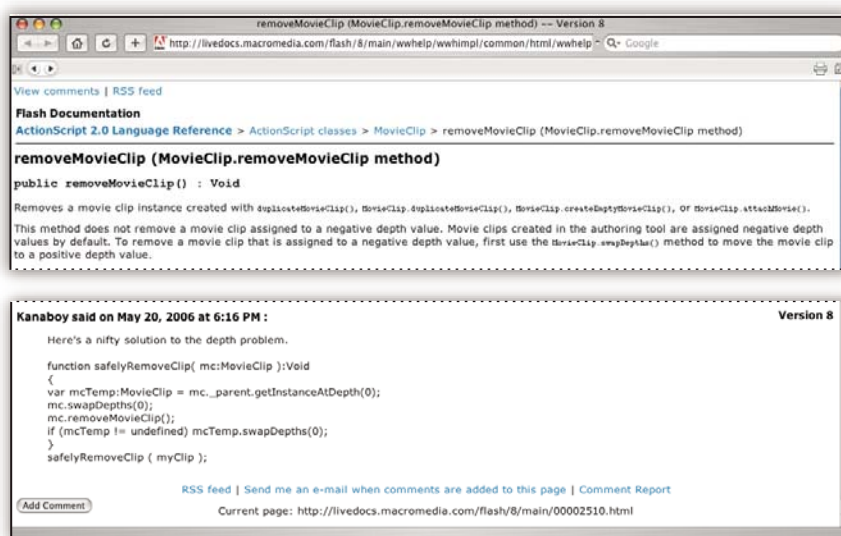 removeMovieClip (MovieClip.removeMovieClip method) -- Version 8
http://livedocs.macromedia.com/flash/8/main/wwhelp/wwhimpl/common/html/wwhelp
Google
View comments | RSS feed
Flash Documentation
ActionScript 2.0 Language Reference > ActionScript classes > MovieClip > removeMovieClip (MovieClip.removeMovieClip method)
removeMovieClip (MovieClip.removeMovieClip method)
public removeMovieClip() : Void
Removes a movie clip instance created with duplicateMovieClip(), MovieClip.duplicateMovieClip(), MovieClip.createEmptyMovieClip(), or MovieClip.attachMovie().
This method does not remove a movie clip assigned to a negative depth value. Movie clips created in the authoring tool are assigned negative depth
values by default. To remove a movie clip that is assigned to a negative depth value, first use the MovieClip.swapDepths() method to move the movie clip
to a positive depth value.
Kanaboy said on May 20, 2006 at 6:16 PM :
Version 8
Here's a nifty solution to the depth problem.
function safelyRemoveClip( mc:MovieClip ):Void
{
var mcTemp:MovieClip = mc._parent.getInstanceAtDepth(0);
mc.swapDepths(0);
mc.removeMovieClip();
if (mcTemp != undefined) mcTemp.swapDepths(0);
}
safelyRemoveClip ( myClip );
RSS feed | Send me an e-mail when comments are added to this page | Comment Report
Add Comment
Current page: http://livedocs.macromedia.com/flash/8/main/00002510.html